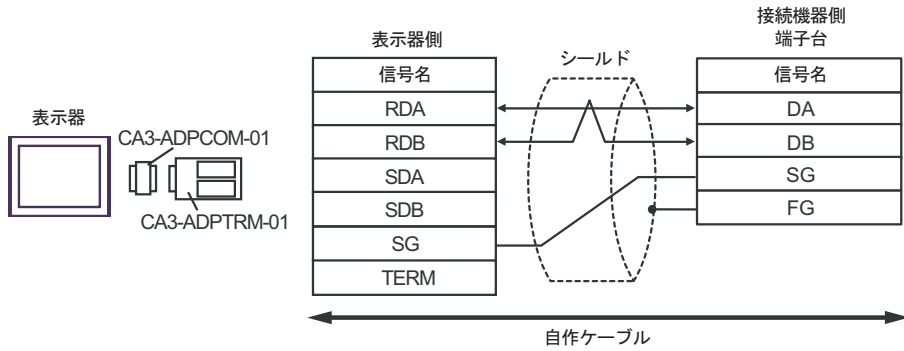 表示器
CA3-ADPCOM-01
CA3-ADPTRM-01
表示器側
信号名
RDA
RDB
SDA
SDB
SG
TERM
シールド
接続機器側
端子台
信号名
DA
DB
SG
FG
自作ケーブル